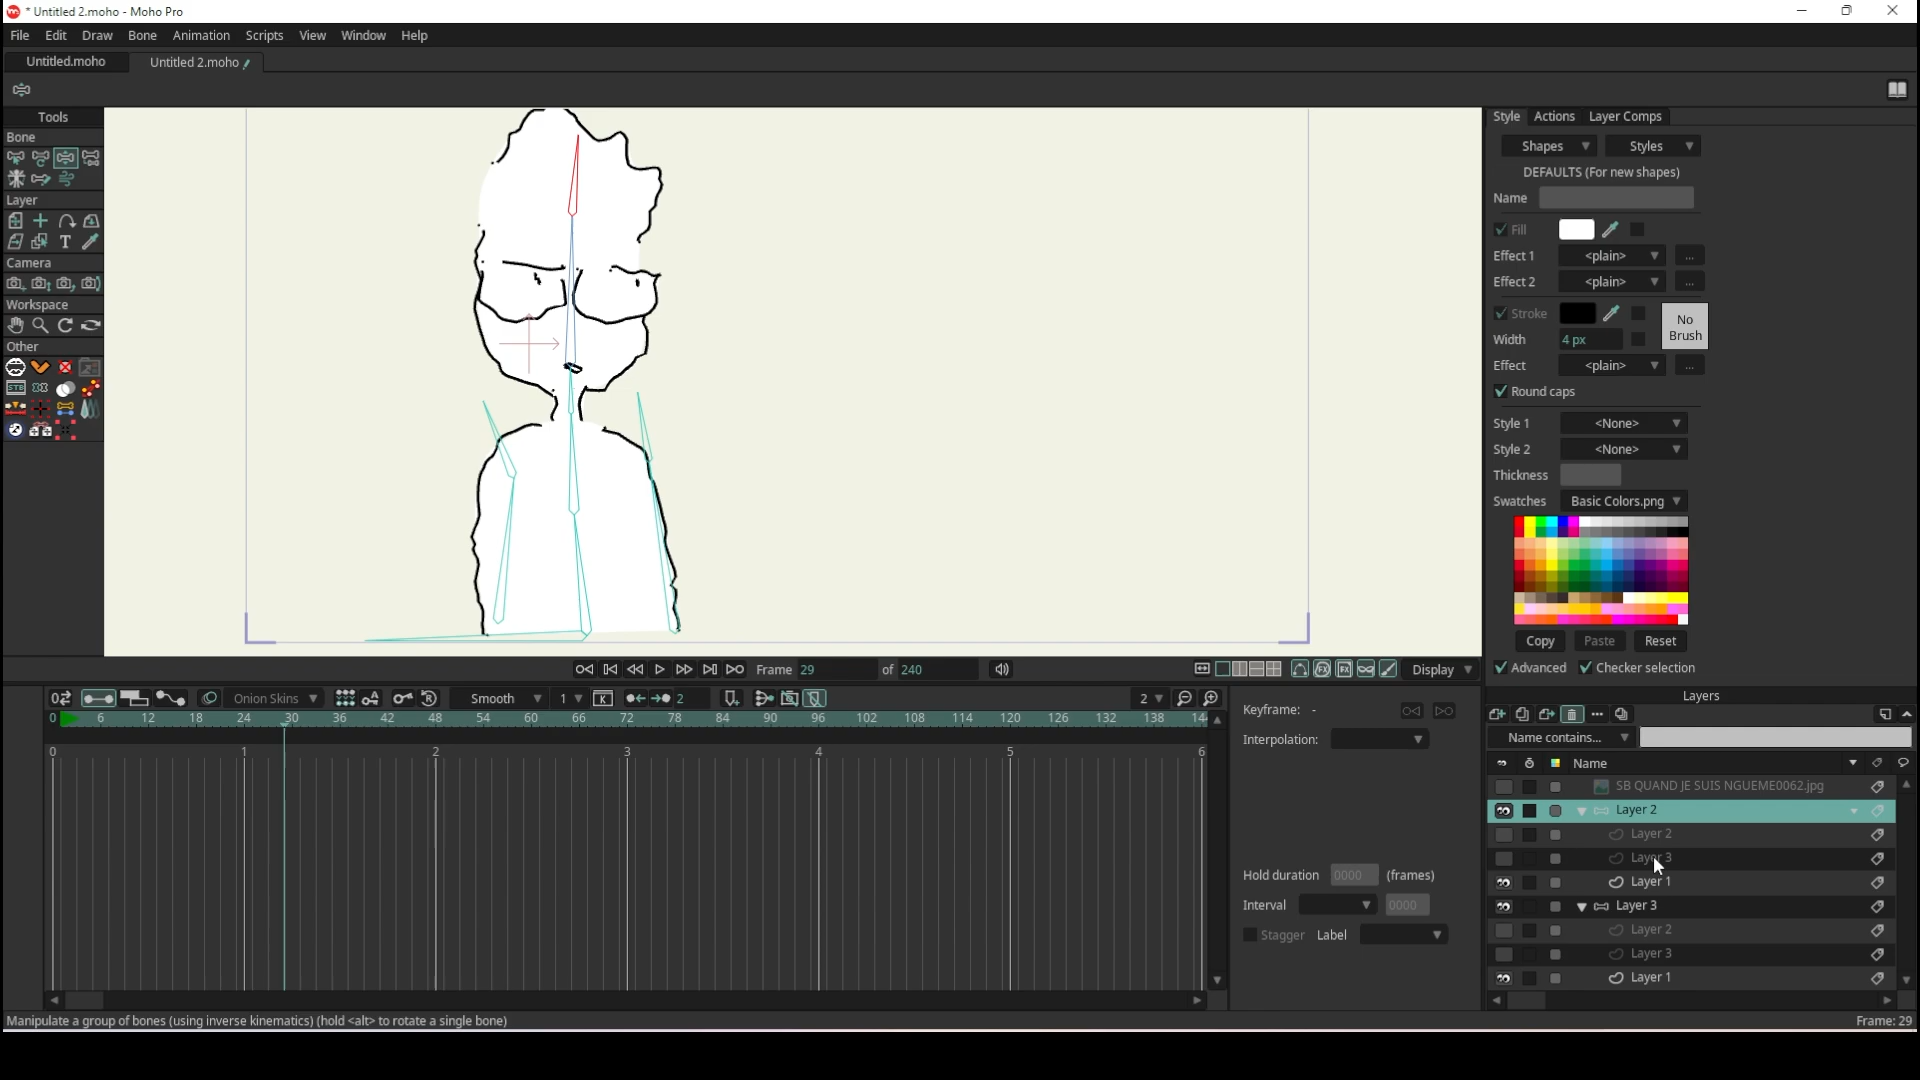 * Untitled 2.moho - Moho Pro
File Edit Draw Bone Animation Scripts View Window Help
Untitled.moho Untitled 2.moho
Tools
Bone
Layer
Camera
Workspace
Other
STB
Style Actions Layer Comps
Shapes Styles
DEFAULTS (For new shapes)
Name
Fill
Effect 1 <plain> ...
Effect 2 <plain> ...
Stroke
No
Brush
Width 4 px
Effect <plain> ...
Round caps
Style 1 <None>
Style 2 <None>
Thickness
Swatches Basic Colors.png
Copy Paste Reset
Advanced Checker selection
Frame 29 of 240
Display
Onion Skins Smooth 1 2 2
0 6 12 18 24 30 36 42 48 54 60 66 72 78 84 90 96 102 108 114 120 126 132 138 144
0 1 2 3 4 5 6
Keyframe: -
Interpolation:
Hold duration 0000 (frames)
Interval 0000
Stagger Label
Layers
Name contains...
Name
SB QUAND JE SUIS NGUEME0062.jpg
Layer 2
Layer 2
Layer 3
Layer 1
Layer 3
Layer 2
Layer 3
Layer 1
Manipulate a group of bones (using inverse kinematics) (hold <alt> to rotate a single bone)
Frame: 29